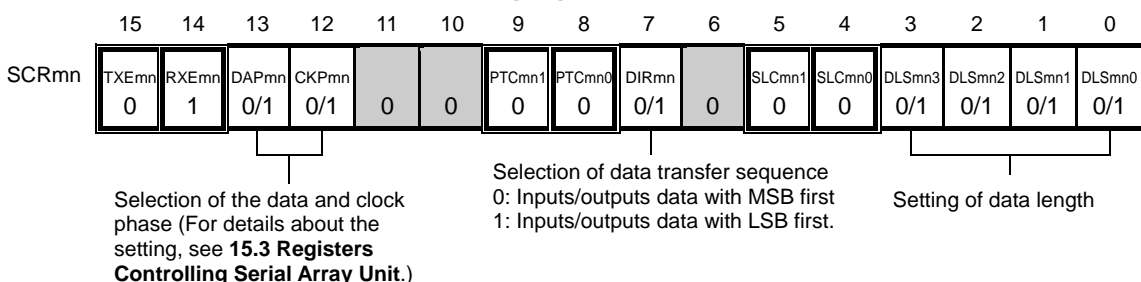 15 14 13 12 11 10 9 8 7 6 5 4 3 2 1 0
SCRmn
TXEmn RXEmn DAPmn CKPmn PTCmn1 PTCmn0 DIRmn SLCmn1 SLCmn0 DLSmn3 DLSmn2 DLSmn1 DLSmn0
0 1 0/1 0/1 0 0 0 0 0/1 0 0 0 0/1 0/1 0/1 0/1
Selection of the data and clock
phase (For details about the
setting, see 15.3 Registers
Controlling Serial Array Unit.)
Selection of data transfer sequence
0: Inputs/outputs data with MSB first
1: Inputs/outputs data with LSB first.
Setting of data length